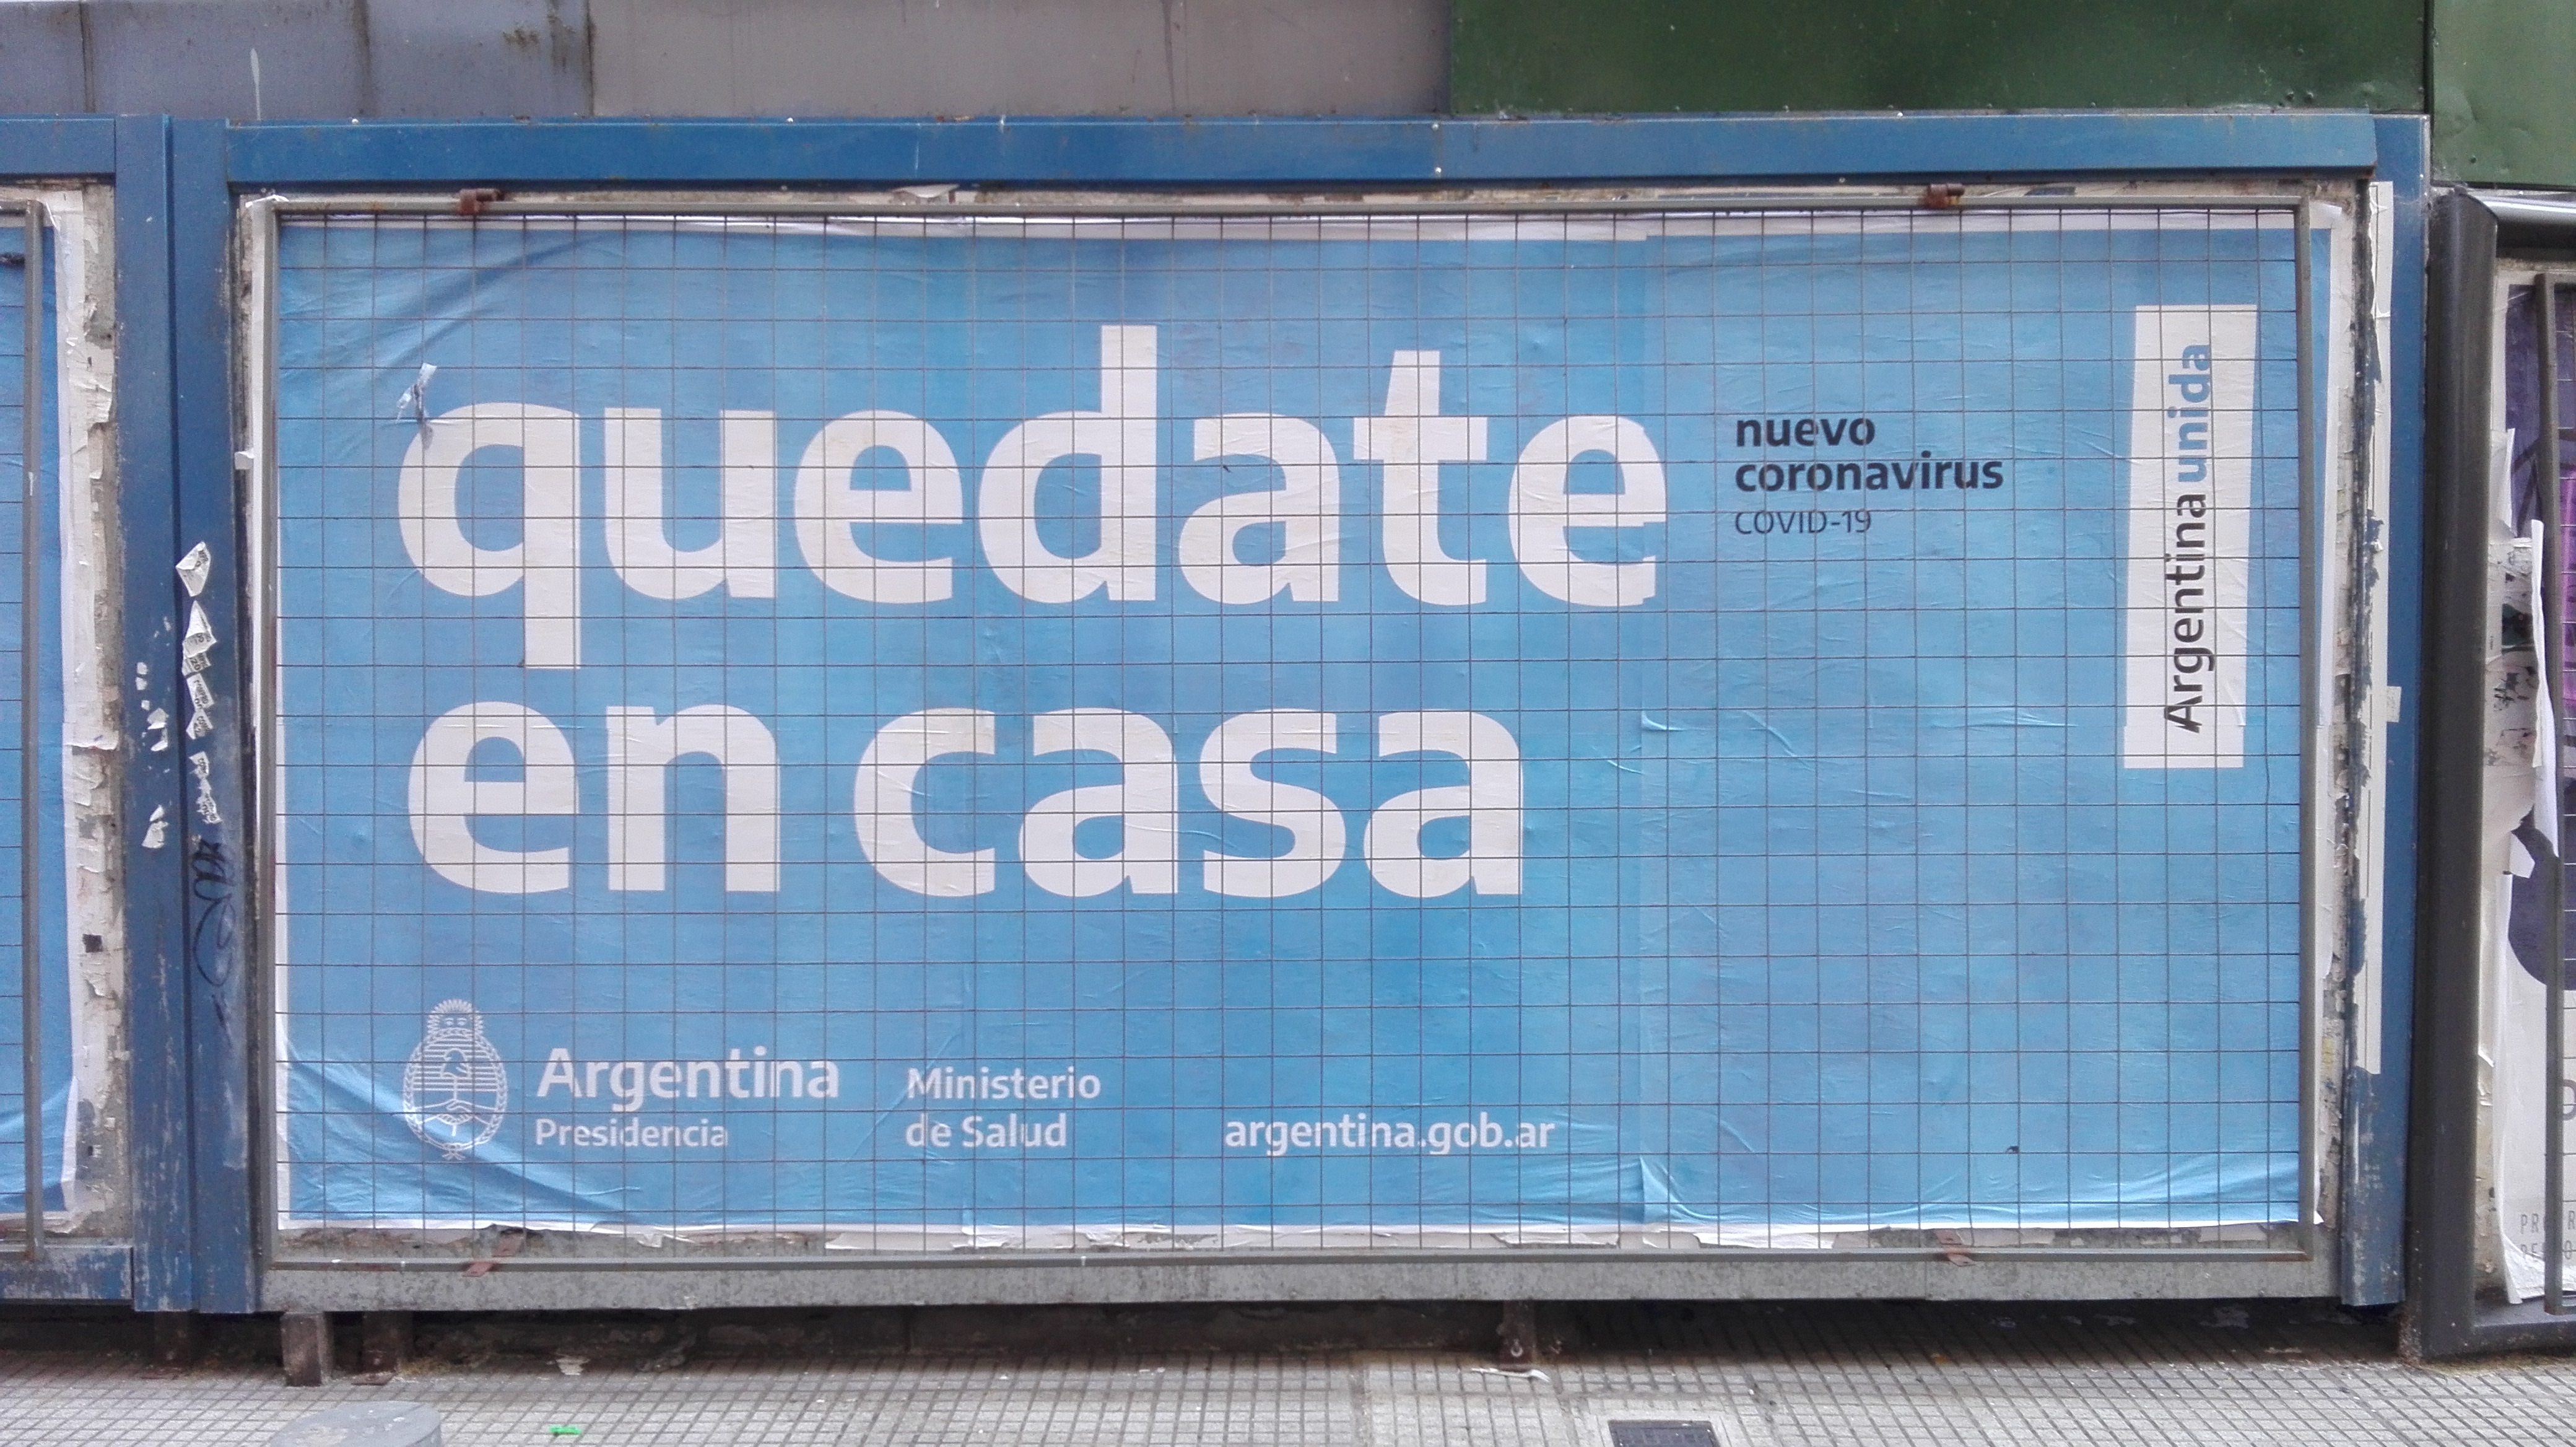 quedate
en casa
nuevo
coronavirus
COVID-19
Argentina unida
Argentina
Presidencia
Ministerio
de Salud
argentina.gob.ar